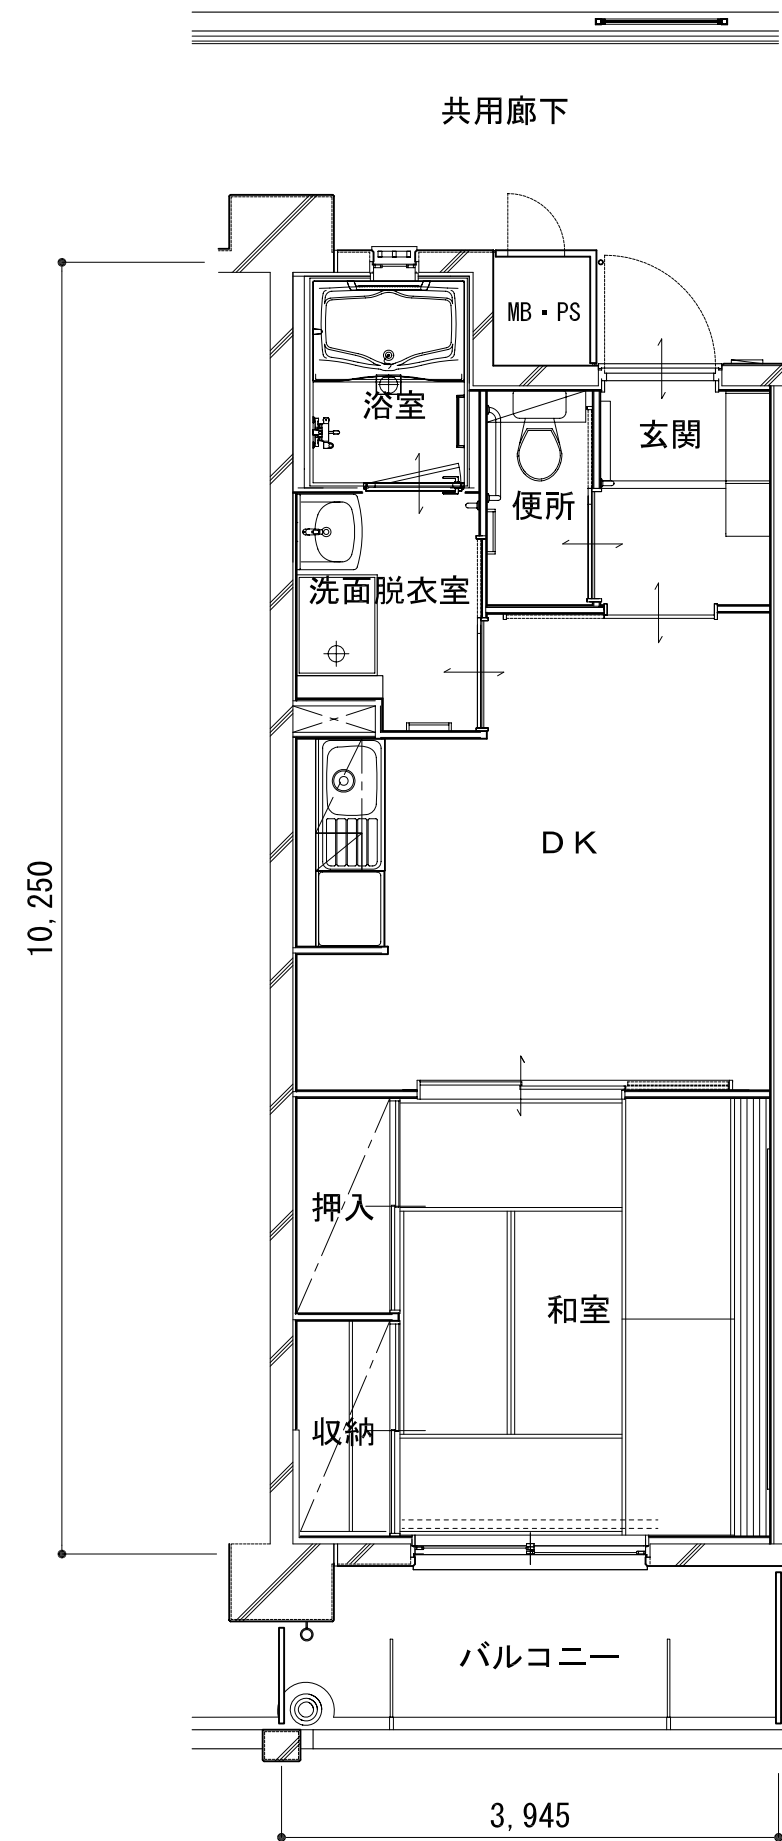 共用廊下
MB・PS
浴室
玄関
便所
洗面脱衣室
DK
10,250
押入
和室
収納
バルコニー
3,945